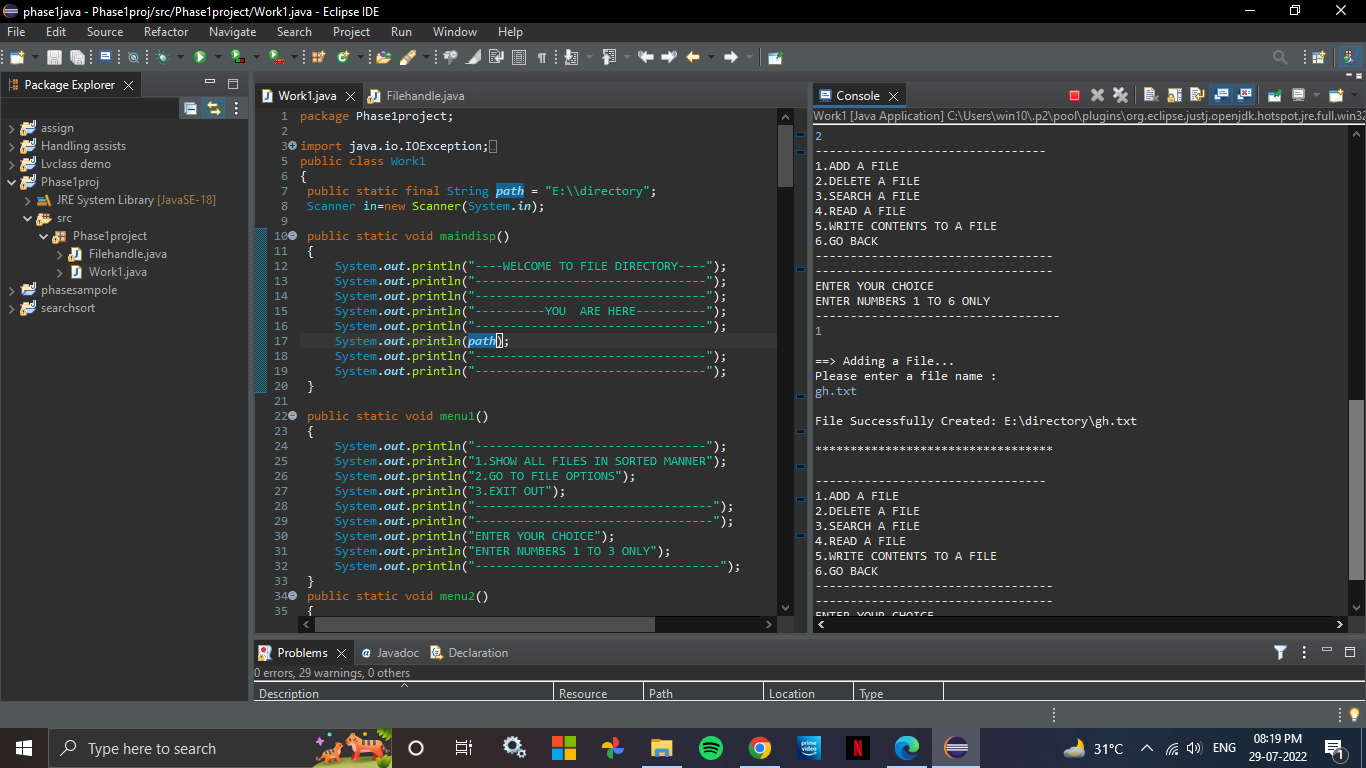 phase1java - Phase1proj/src/Phase1project/Work1.java - Eclipse IDE
File Edit Source Refactor Navigate Search Project Run Window Help
Package Explorer
assign
Handling assists
Lvclass demo
Phase1proj
JRE System Library [JavaSE-18]
src
Phase1project
Filehandle.java
Work1.java
phasesampole
searchsort
Work1.java Filehandle.java
1 package Phase1project;
2
3 import java.io.IOException;
5 public class Work1
6 {
7 public static final String path = "E:\\directory";
8 Scanner in=new Scanner(System.in);
9
10 public static void maindisp()
11 {
12 System.out.println("----WELCOME TO FILE DIRECTORY----");
13 System.out.println("---------------------------------");
14 System.out.println("---------------------------------");
15 System.out.println("----------YOU  ARE HERE----------");
16 System.out.println("---------------------------------");
17 System.out.println(path);
18 System.out.println("---------------------------------");
19 System.out.println("---------------------------------");
20 }
21
22 public static void menu1()
23 {
24 System.out.println("---------------------------------");
25 System.out.println("1.SHOW ALL FILES IN SORTED MANNER");
26 System.out.println("2.GO TO FILE OPTIONS");
27 System.out.println("3.EXIT OUT");
28 System.out.println("----------------------------------");
29 System.out.println("----------------------------------");
30 System.out.println("ENTER YOUR CHOICE");
31 System.out.println("ENTER NUMBERS 1 TO 3 ONLY");
32 System.out.println("-----------------------------------");
33 }
34 public static void menu2()
35 {
Console
Work1 [Java Application] C:\Users\win10\.p2\pool\plugins\org.eclipse.justj.openjdk.hotspot.jre.full.win32
2
---------------------------------
1.ADD A FILE
2.DELETE A FILE
3.SEARCH A FILE
4.READ A FILE
5.WRITE CONTENTS TO A FILE
6.GO BACK
----------------------------------
----------------------------------
ENTER YOUR CHOICE
ENTER NUMBERS 1 TO 6 ONLY
-----------------------------------
1
==> Adding a File...
Please enter a file name :
gh.txt
File Successfully Created: E:\directory\gh.txt
**********************************
---------------------------------
1.ADD A FILE
2.DELETE A FILE
3.SEARCH A FILE
4.READ A FILE
5.WRITE CONTENTS TO A FILE
6.GO BACK
----------------------------------
----------------------------------
ENTER YOUR CHOICE
Problems Javadoc Declaration
0 errors, 29 warnings, 0 others
Description Resource Path Location Type
Type here to search
prime video
N
31°C
ENG
08:19 PM
29-07-2022
1